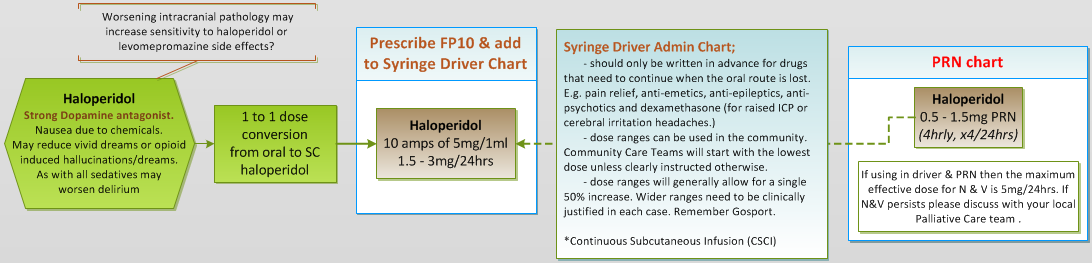 Worsening intracranial pathology may
increase sensitivity to haloperidol or
levomepromazine side effects?
Haloperidol
Strong Dopamine antagonist.
Nausea due to chemicals.
May reduce vivid dreams or opioid
induced hallucinations/dreams.
As with all sedatives may
worsen delirium
1 to 1 dose
conversion
from oral to SC
haloperidol
Prescribe FP10 & add
to Syringe Driver Chart
Haloperidol
10 amps of 5mg/1ml
1.5 - 3mg/24hrs
Syringe Driver Admin Chart;
- should only be written in advance for drugs
that need to continue when the oral route is lost.
E.g. pain relief, anti-emetics, anti-epileptics, anti-
psychotics and dexamethasone (for raised ICP or
cerebral irritation headaches.)
- dose ranges can be used in the community.
Community Care Teams will start with the lowest
dose unless clearly instructed otherwise.
- dose ranges will generally allow for a single
50% increase. Wider ranges need to be clinically
justified in each case. Remember Gosport.
*Continuous Subcutaneous Infusion (CSCI)
PRN chart
Haloperidol
0.5 - 1.5mg PRN
(4hrly, x4/24hrs)
If using in driver & PRN then the maximum
effective dose for N & V is 5mg/24hrs. If
N&V persists please discuss with your local
Palliative Care team .